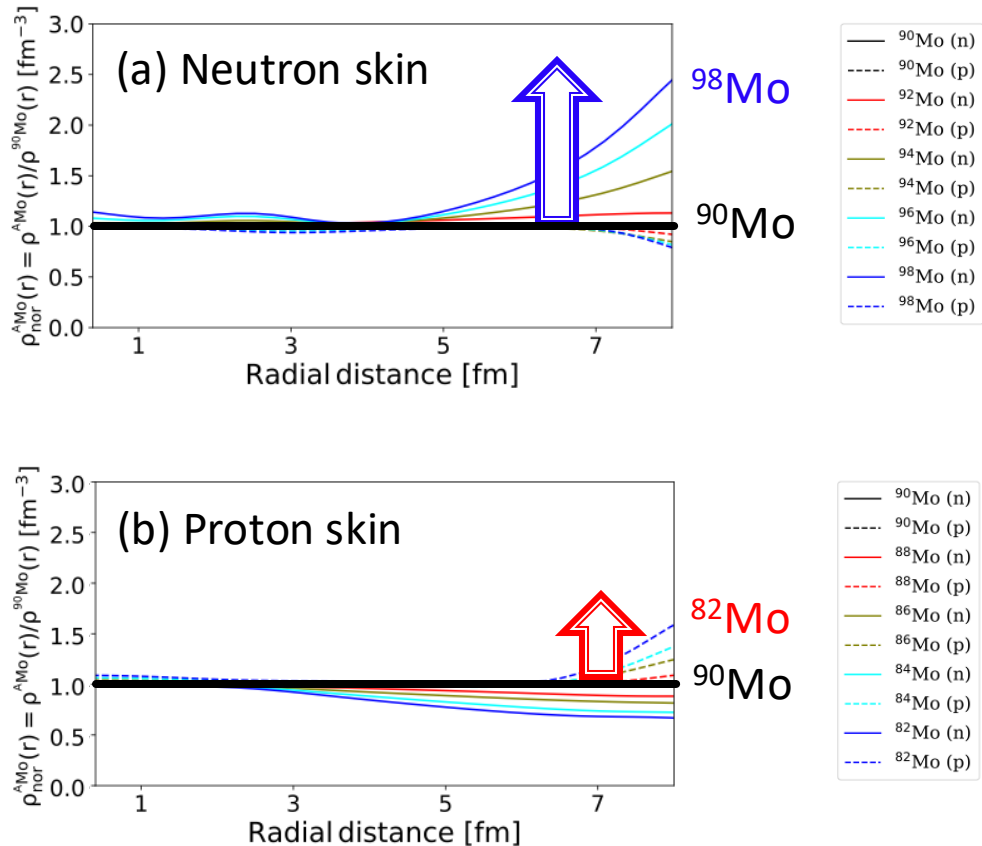 (a) Neutron skin
ρₙₒᵣᴬᴹᵒ(r) = ρᴬᴹᵒ(r)/ρ⁹⁰ᴹᵒ(r) [fm⁻³]
3.0
2.5
2.0
1.5
1.0
0.5
0.0
1 3 5 7
Radial distance [fm]
⁹⁸Mo
⁹⁰Mo
⁹⁰Mo (n)
⁹⁰Mo (p)
⁹²Mo (n)
⁹²Mo (p)
⁹⁴Mo (n)
⁹⁴Mo (p)
⁹⁶Mo (n)
⁹⁶Mo (p)
⁹⁸Mo (n)
⁹⁸Mo (p)
(b) Proton skin
ρₙₒᵣᴬᴹᵒ(r) = ρᴬᴹᵒ(r)/ρ⁹⁰ᴹᵒ(r) [fm⁻³]
3.0
2.5
2.0
1.5
1.0
0.5
0.0
1 3 5 7
Radial distance [fm]
⁸²Mo
⁹⁰Mo
⁹⁰Mo (n)
⁹⁰Mo (p)
⁸⁸Mo (n)
⁸⁸Mo (p)
⁸⁶Mo (n)
⁸⁶Mo (p)
⁸⁴Mo (n)
⁸⁴Mo (p)
⁸²Mo (n)
⁸²Mo (p)